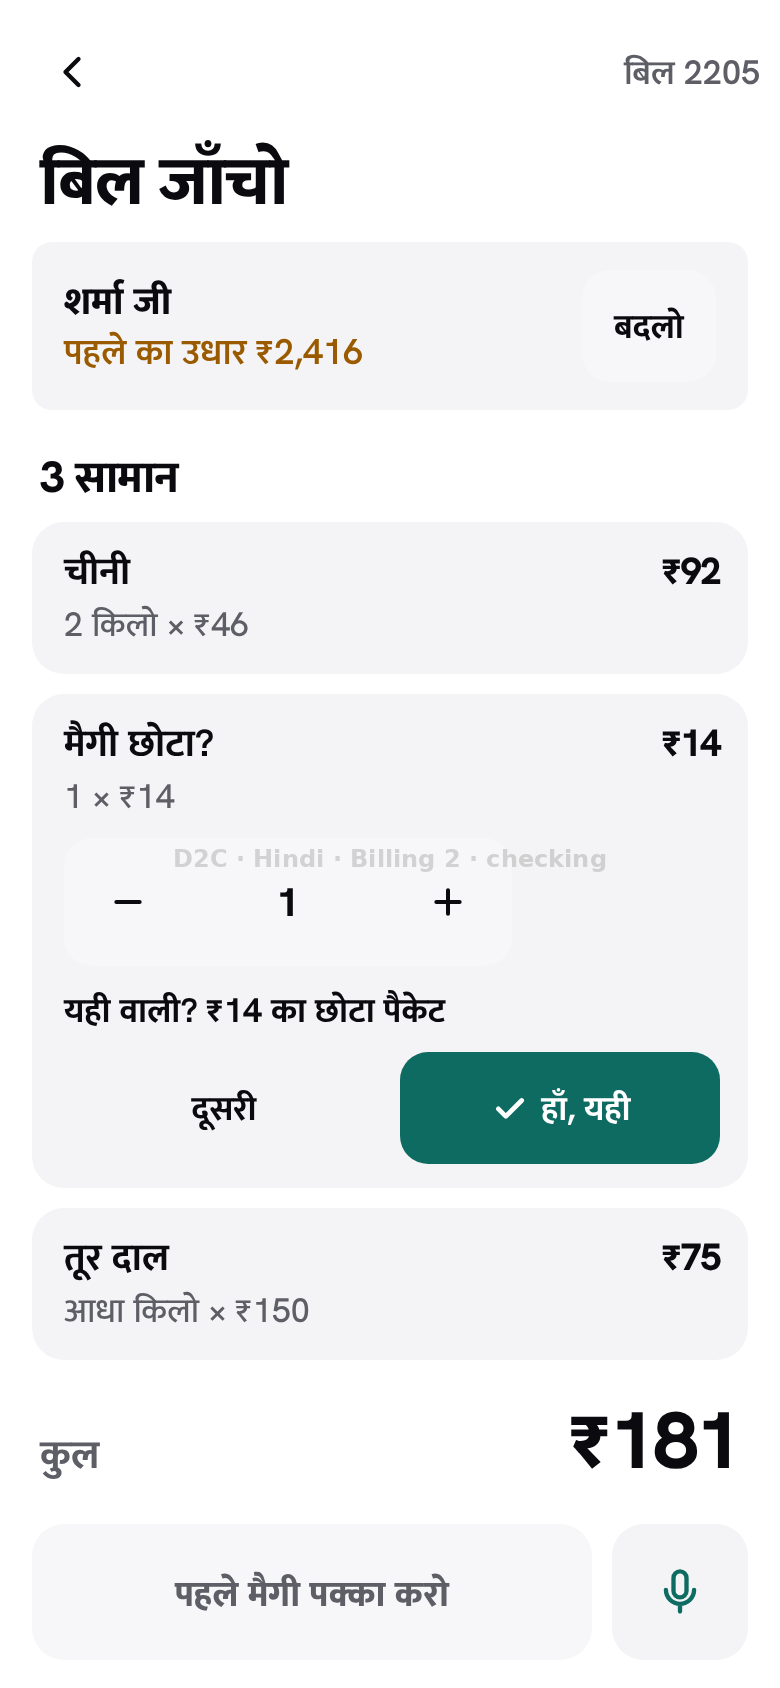 बिल 2205
बिल जाँचो
शर्मा जी
पहले का उधार ₹2,416
बदलो
3 सामान
चीनी ₹92
2 किलो × ₹46
मैगी छोटा? ₹14
1 × ₹14
D2C · Hindi · Billing 2 · checking
− 1 +
यही वाली? ₹14 का छोटा पैकेट
दूसरी हाँ, यही
तूर दाल ₹75
आधा किलो × ₹150
कुल ₹181
पहले मैगी पक्का करो